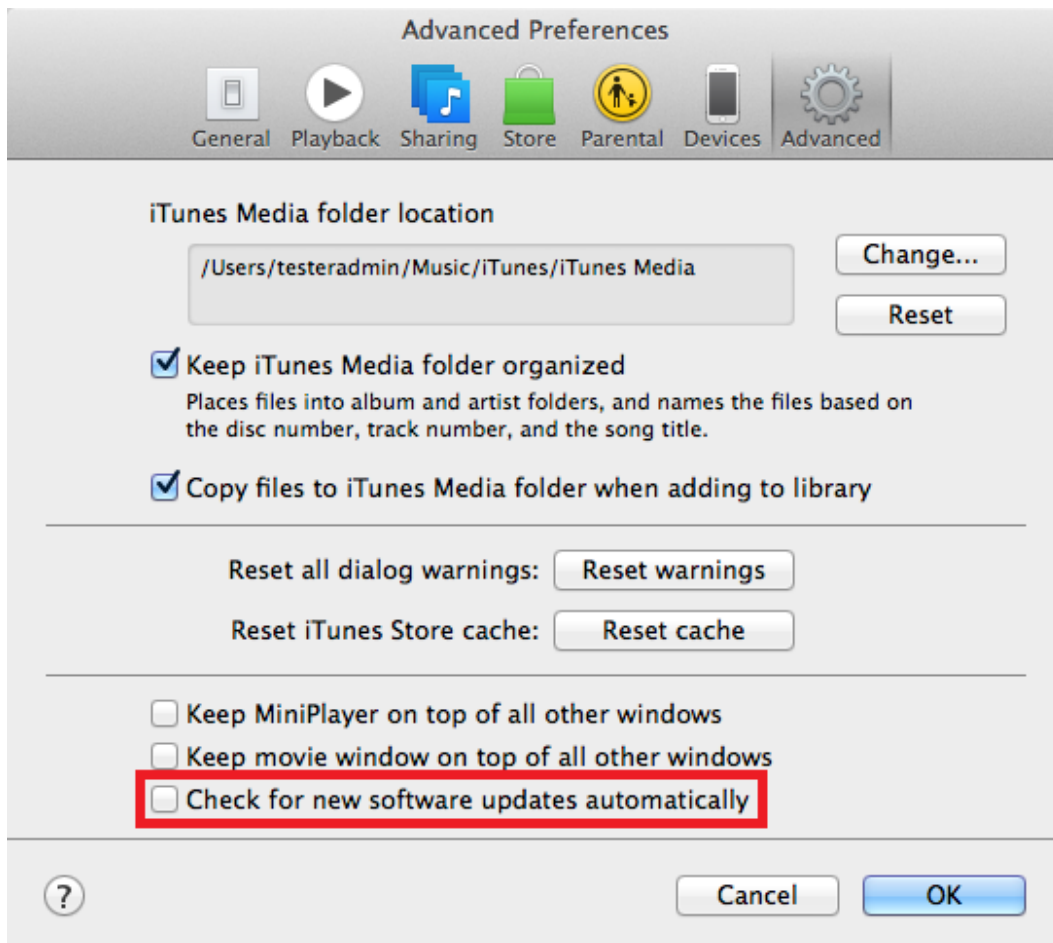 Advanced Preferences
General Playback Sharing Store Parental Devices Advanced
iTunes Media folder location
/Users/testeradmin/Music/iTunes/iTunes Media
Change...
Reset
Keep iTunes Media folder organized
Places files into album and artist folders, and names the files based on
the disc number, track number, and the song title.
Copy files to iTunes Media folder when adding to library
Reset all dialog warnings: Reset warnings
Reset iTunes Store cache: Reset cache
Keep MiniPlayer on top of all other windows
Keep movie window on top of all other windows
Check for new software updates automatically
? Cancel OK